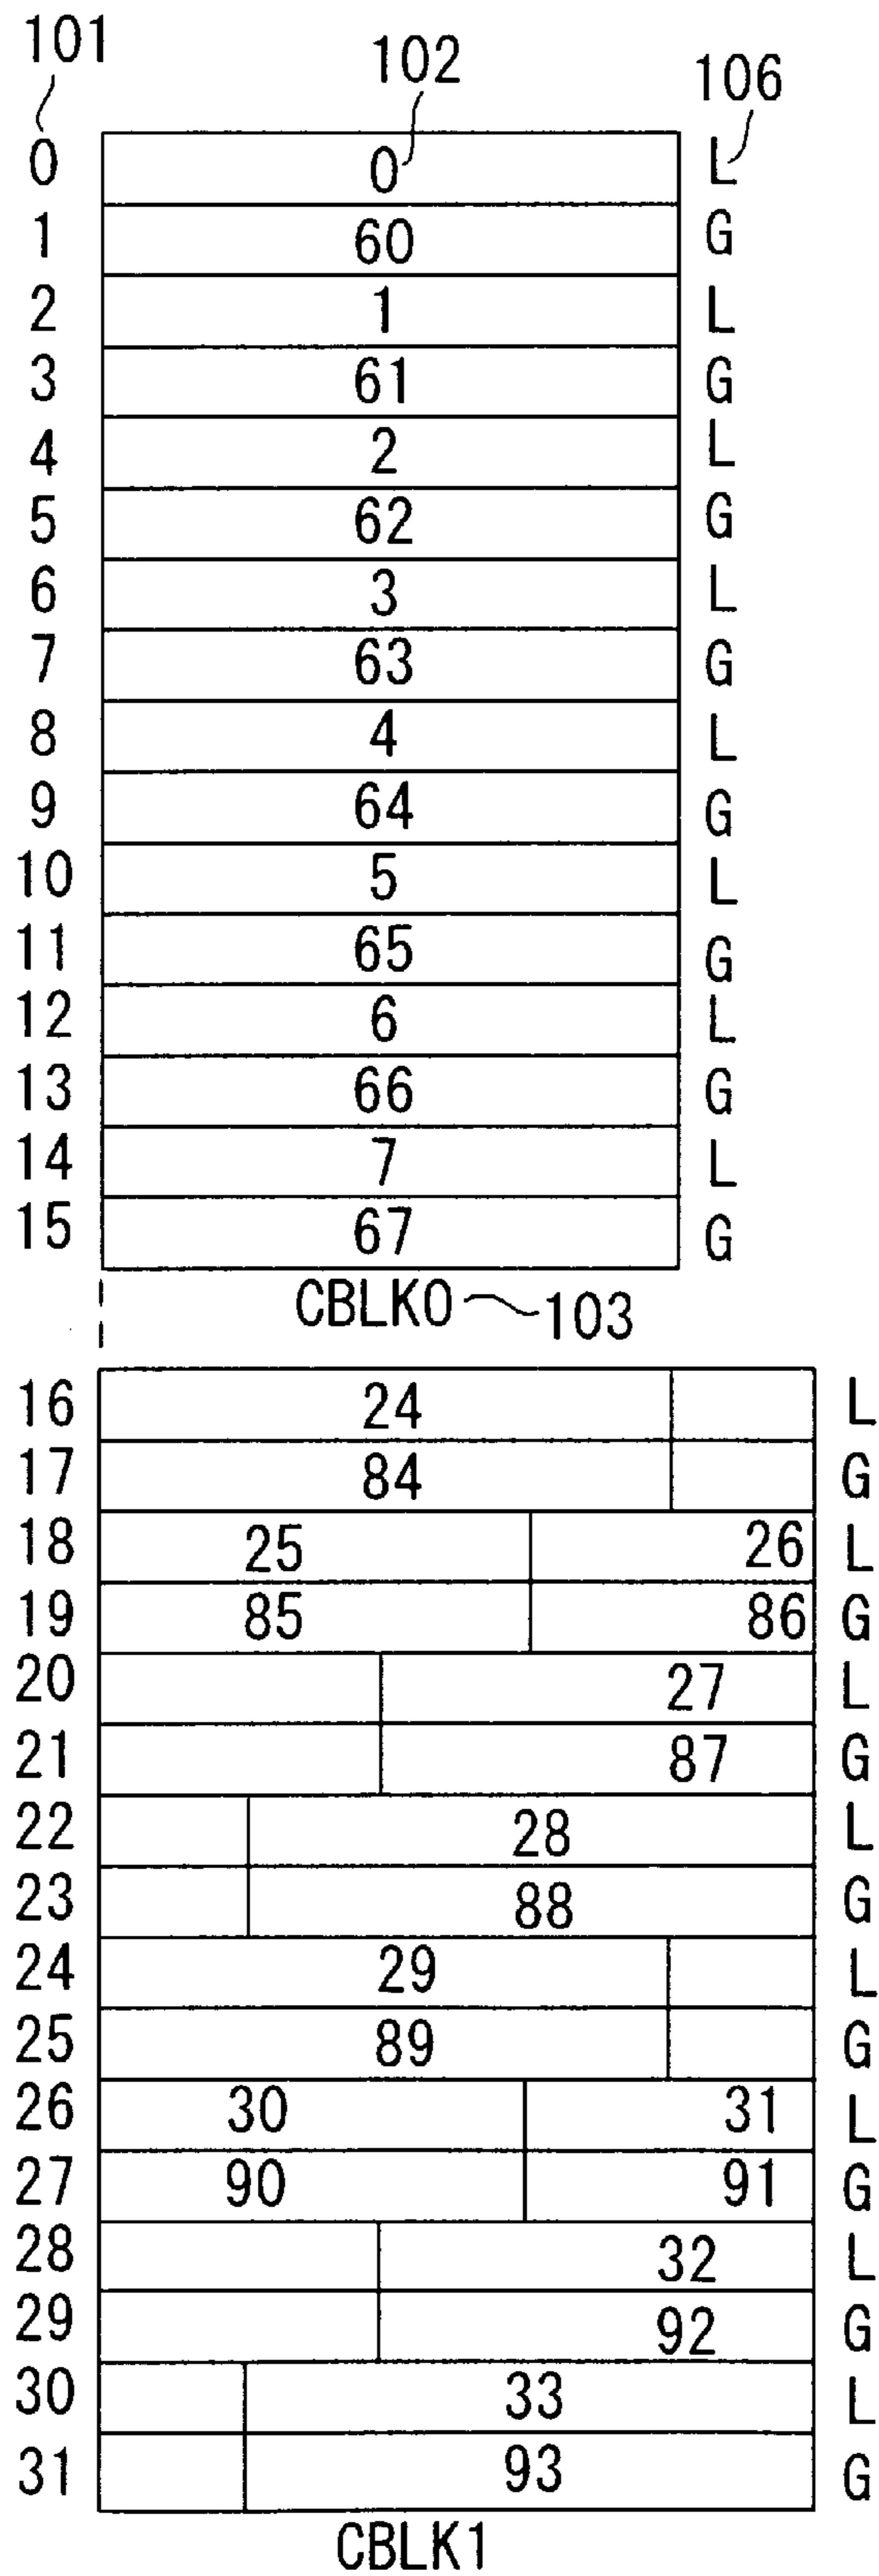 101 102 106
0 0 L
1 60 G
2 1 L
3 61 G
4 2 L
5 62 G
6 3 L
7 63 G
8 4 L
9 64 G
10 5 L
11 65 G
12 6 L
13 66 G
14 7 L
15 67 G
CBLK0 103
16 24 L
17 84 G
18 25 26 L
19 85 86 G
20 27 L
21 87 G
22 28 L
23 88 G
24 29 L
25 89 G
26 30 31 L
27 90 91 G
28 32 L
29 92 G
30 33 L
31 93 G
CBLK1